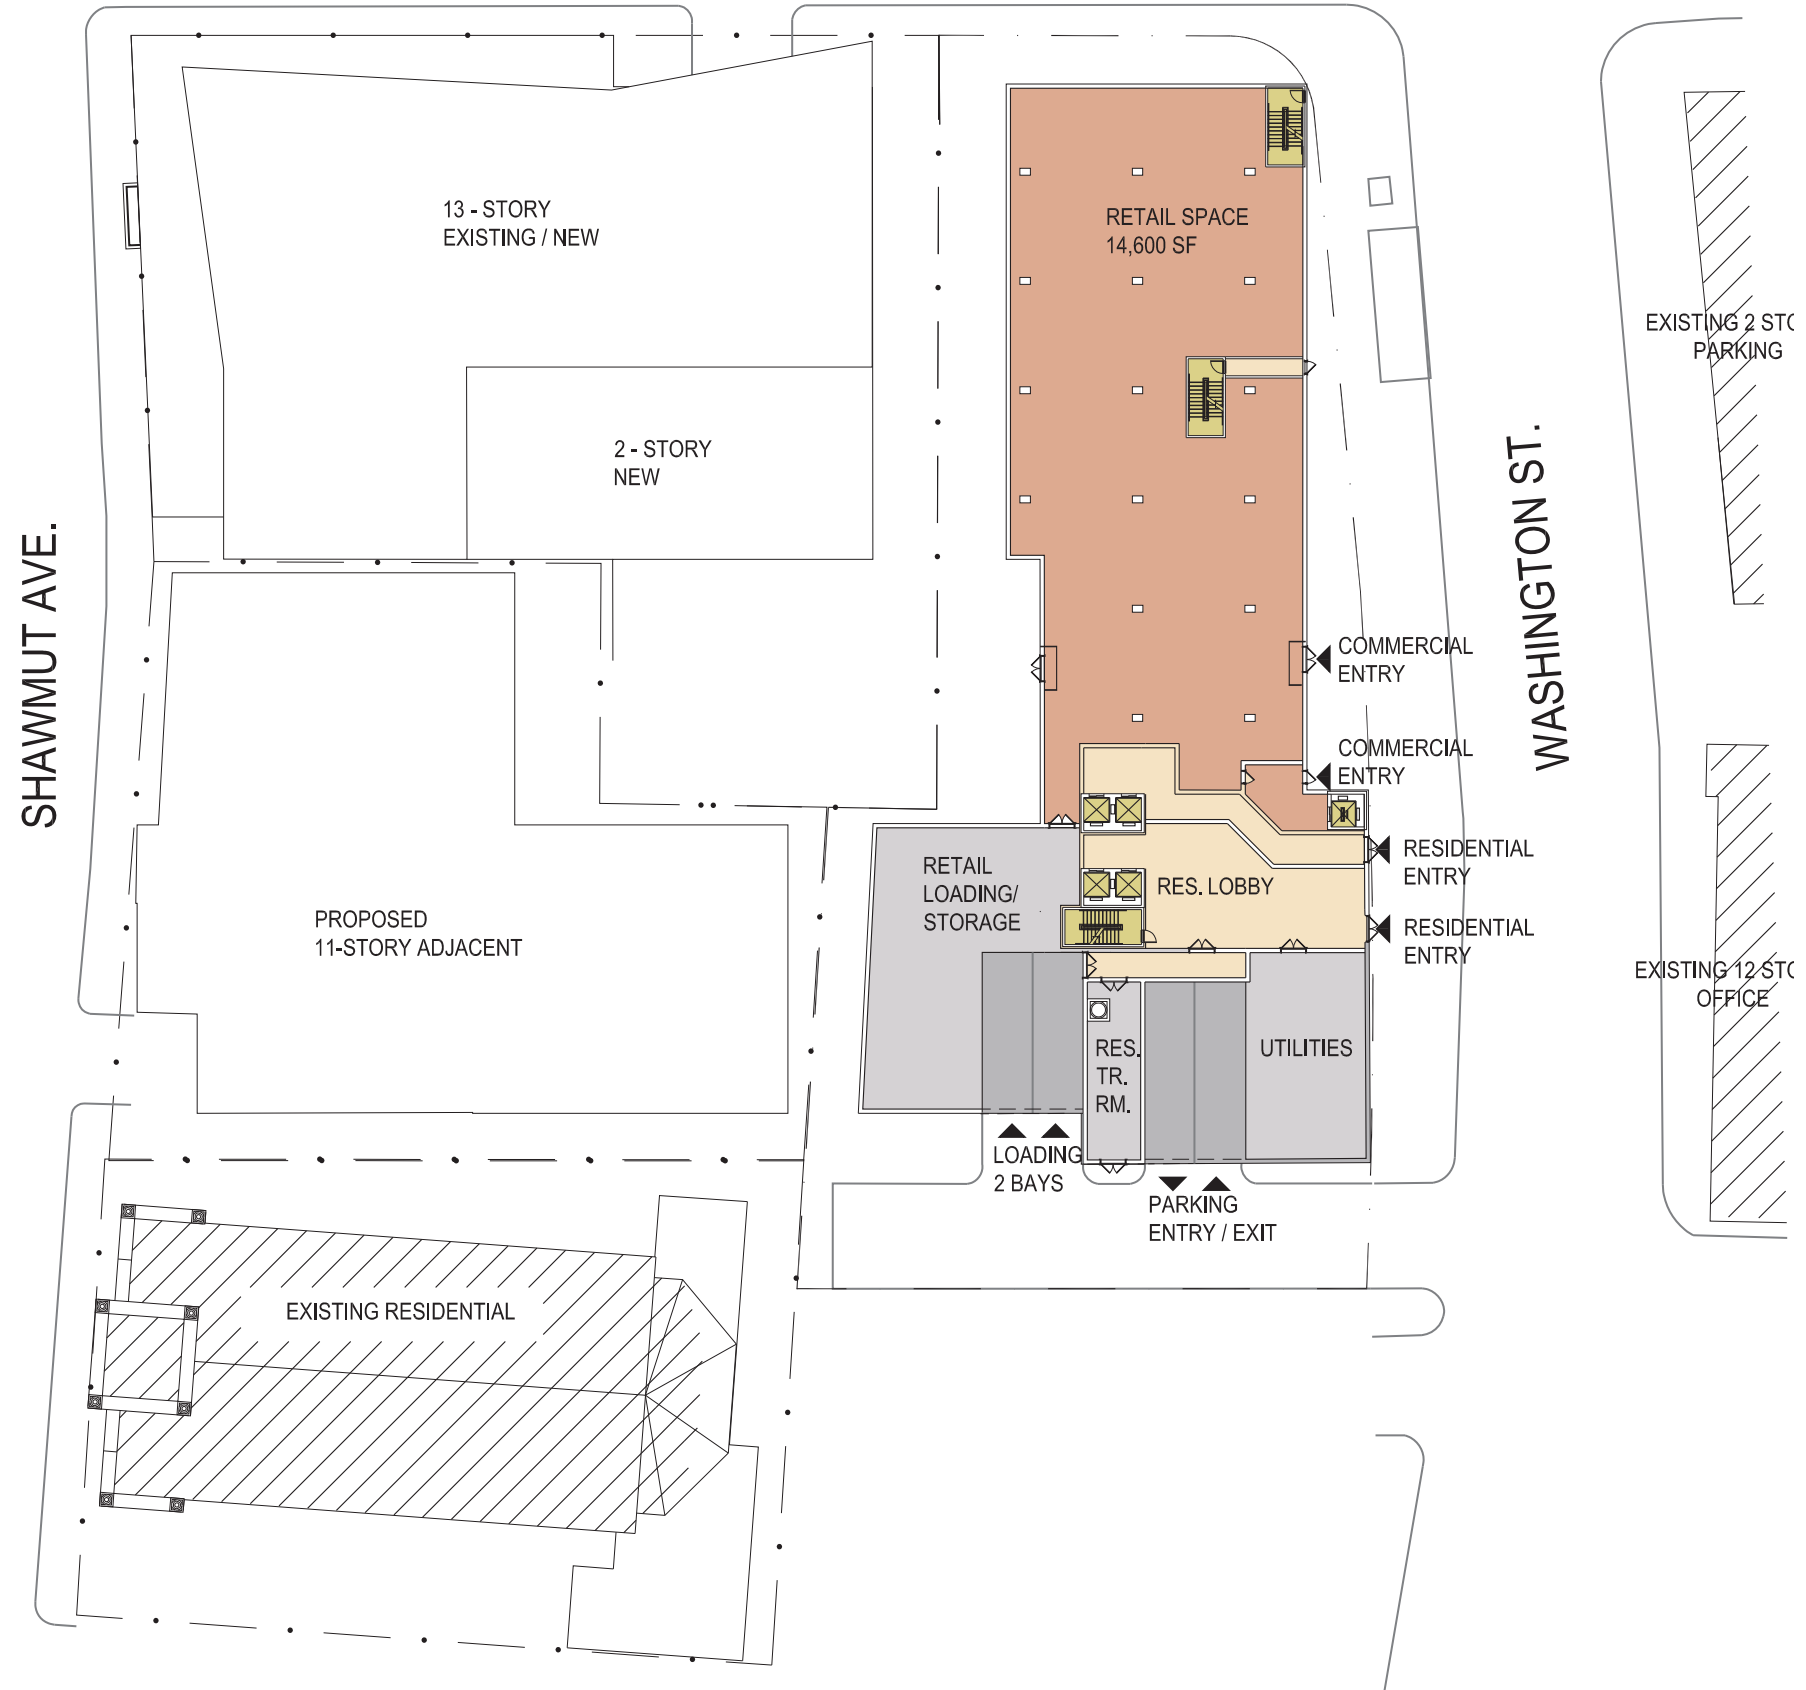 13 - STORY
EXISTING / NEW
RETAIL SPACE
14,600 SF
EXISTING 2 STO
PARKING
2 - STORY
NEW
SHAWMUT AVE.
WASHINGTON ST.
COMMERCIAL
ENTRY
COMMERCIAL
ENTRY
RESIDENTIAL
ENTRY
RESIDENTIAL
ENTRY
RETAIL
LOADING/
STORAGE
RES. LOBBY
PROPOSED
11-STORY ADJACENT
EXISTING 12 STO
OFFICE
RES.
TR.
RM.
UTILITIES
LOADING
2 BAYS
PARKING
ENTRY / EXIT
EXISTING RESIDENTIAL